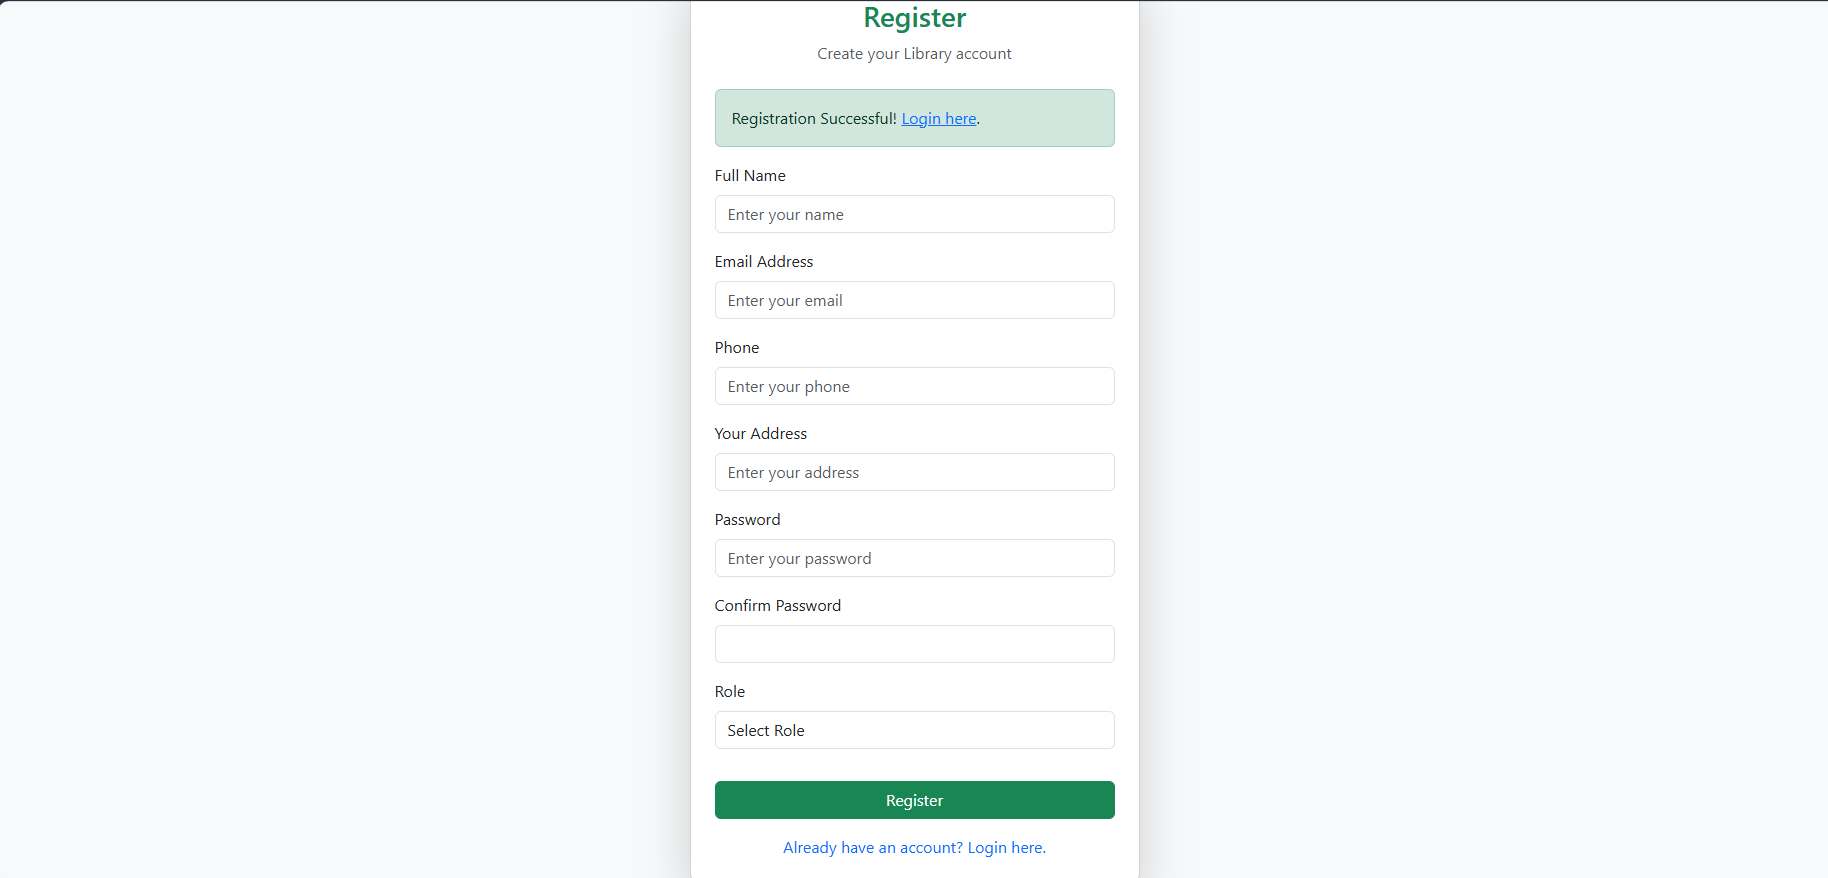 Register
Create your Library account
Registration Successful! Login here.
Full Name
Enter your name
Email Address
Enter your email
Phone
Enter your phone
Your Address
Enter your address
Password
Enter your password
Confirm Password
Role
Select Role
Register
Already have an account? Login here.